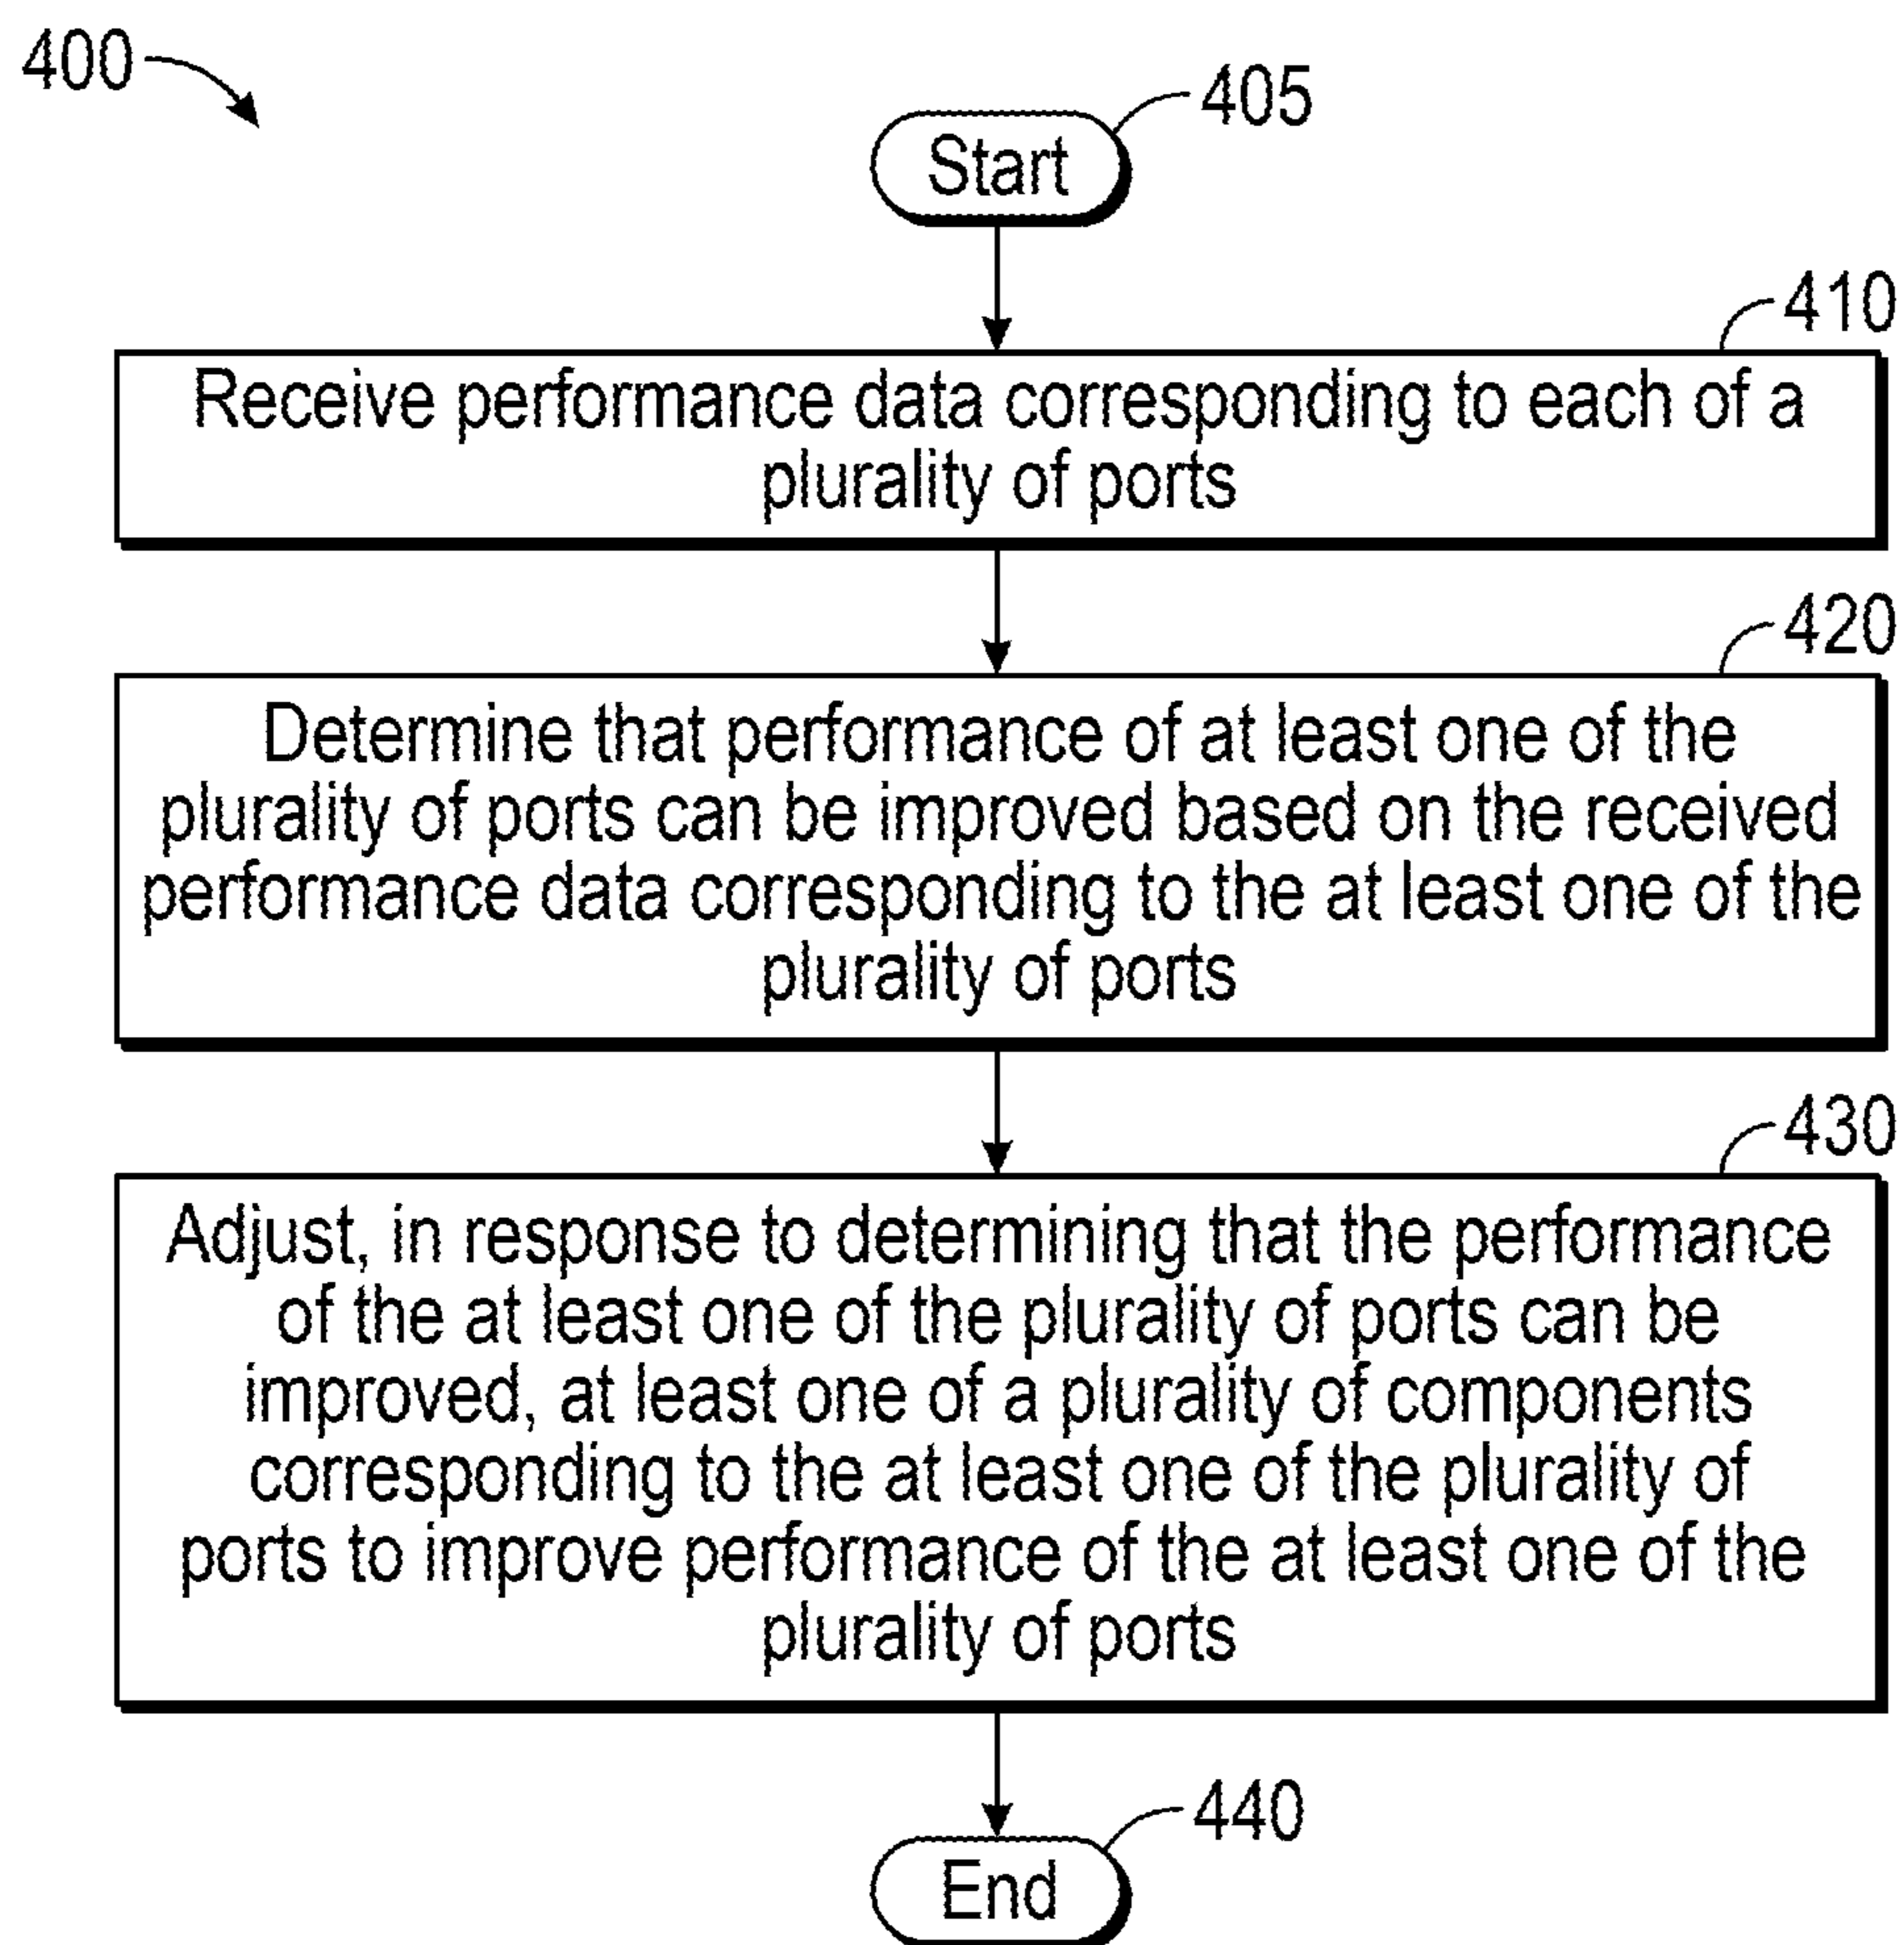 400
405
Start
410
Receive performance data corresponding to each of a
plurality of ports
420
Determine that performance of at least one of the
plurality of ports can be improved based on the received
performance data corresponding to the at least one of the
plurality of ports
430
Adjust, in response to determining that the performance
of the at least one of the plurality of ports can be
improved, at least one of a plurality of components
corresponding to the at least one of the plurality of
ports to improve performance of the at least one of the
plurality of ports
440
End